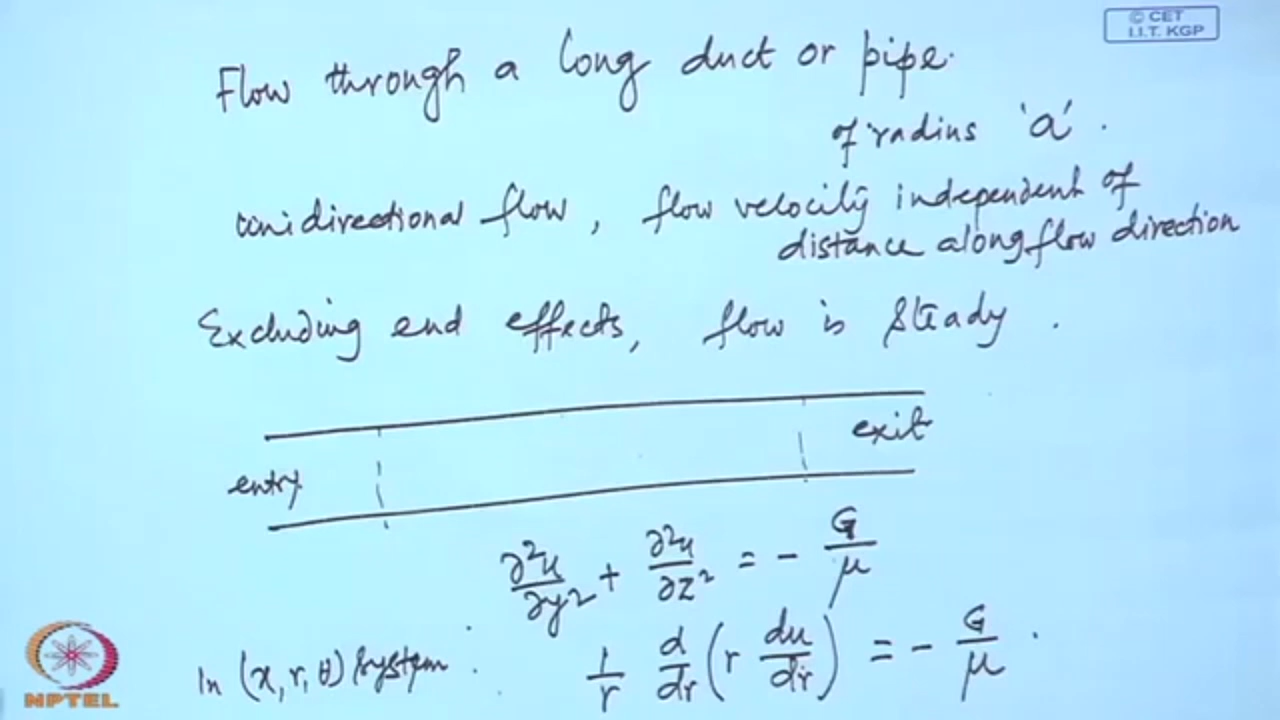 © CET
I.I.T. KGP
Flow through a long duct or pipe.
of radius 'a'.
unidirectional flow, flow velocity independent of
distance along flow direction
Excluding end effects, flow is steady.
exit
entry
∂²u/∂y² + ∂²u/∂z² = - G/μ
In (x, r, θ) system : 1/r d/dr (r du/dr) = - G/μ .
NPTEL